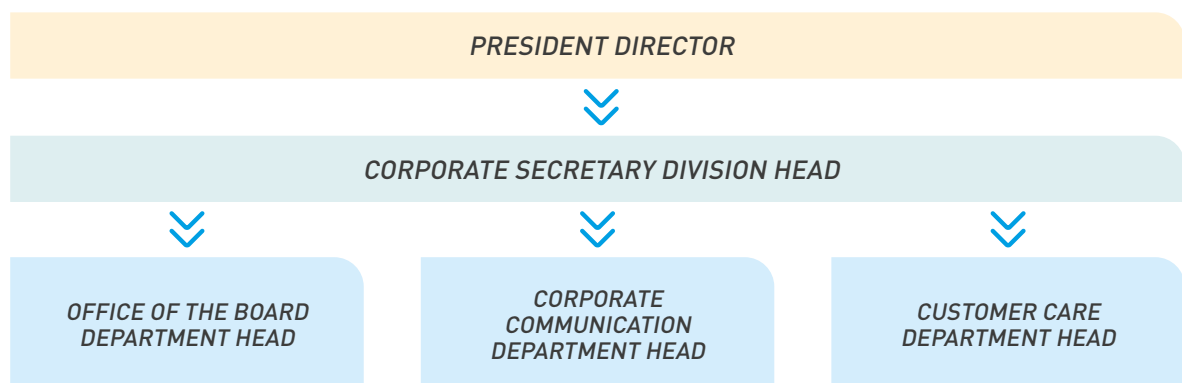 PRESIDENT DIRECTOR
CORPORATE SECRETARY DIVISION HEAD
OFFICE OF THE BOARD
DEPARTMENT HEAD
CORPORATE
COMMUNICATION
DEPARTMENT HEAD
CUSTOMER CARE
DEPARTMENT HEAD